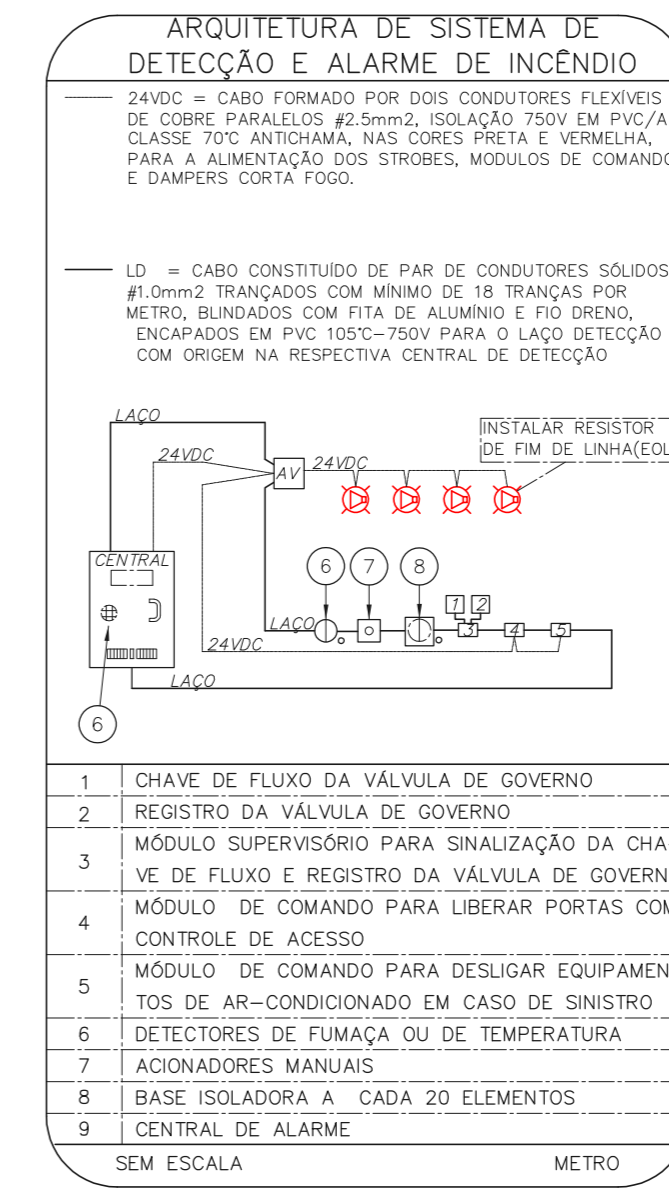 ARQUITETURA DE SISTEMA DE
DETECÇÃO E ALARME DE INCÊNDIO
24VDC = CABO FORMADO POR DOIS CONDUTORES FLEXÍVEIS
DE COBRE PARALELOS #2.5mm2, ISOLAÇÃO 750V EM PVC/A
CLASSE 70°C ANTICHAMA, NAS CORES PRETA E VERMELHA,
PARA A ALIMENTAÇÃO DOS STROBES, MODULOS DE COMANDO
E DAMPERS CORTA FOGO.
LD = CABO CONSTITUÍDO DE PAR DE CONDUTORES SÓLIDOS
#1.0mm2 TRANÇADOS COM MÍNIMO DE 18 TRANÇAS POR
METRO, BLINDADOS COM FITA DE ALUMÍNIO E FIO DRENO,
ENCAPADOS EM PVC 105°C-750V PARA O LAÇO DETECÇÃO
COM ORIGEM NA RESPECTIVA CENTRAL DE DETECÇÃO
LAÇO
INSTALAR RESISTOR
DE FIM DE LINHA(EOL
24VDC
AV
24VDC
CENTRAL
6
7
8
1
2
LAÇO
3
4
5
24VDC
LAÇO
6
1 CHAVE DE FLUXO DA VÁLVULA DE GOVERNO
2 REGISTRO DA VÁLVULA DE GOVERNO
3 MÓDULO SUPERVISÓRIO PARA SINALIZAÇÃO DA CHA-
VE DE FLUXO E REGISTRO DA VÁLVULA DE GOVERN
4 MÓDULO DE COMANDO PARA LIBERAR PORTAS COM
CONTROLE DE ACESSO
5 MÓDULO DE COMANDO PARA DESLIGAR EQUIPAMEN
TOS DE AR-CONDICIONADO EM CASO DE SINISTRO
6 DETECTORES DE FUMAÇA OU DE TEMPERATURA
7 ACIONADORES MANUAIS
8 BASE ISOLADORA A CADA 20 ELEMENTOS
9 CENTRAL DE ALARME
SEM ESCALA METRO